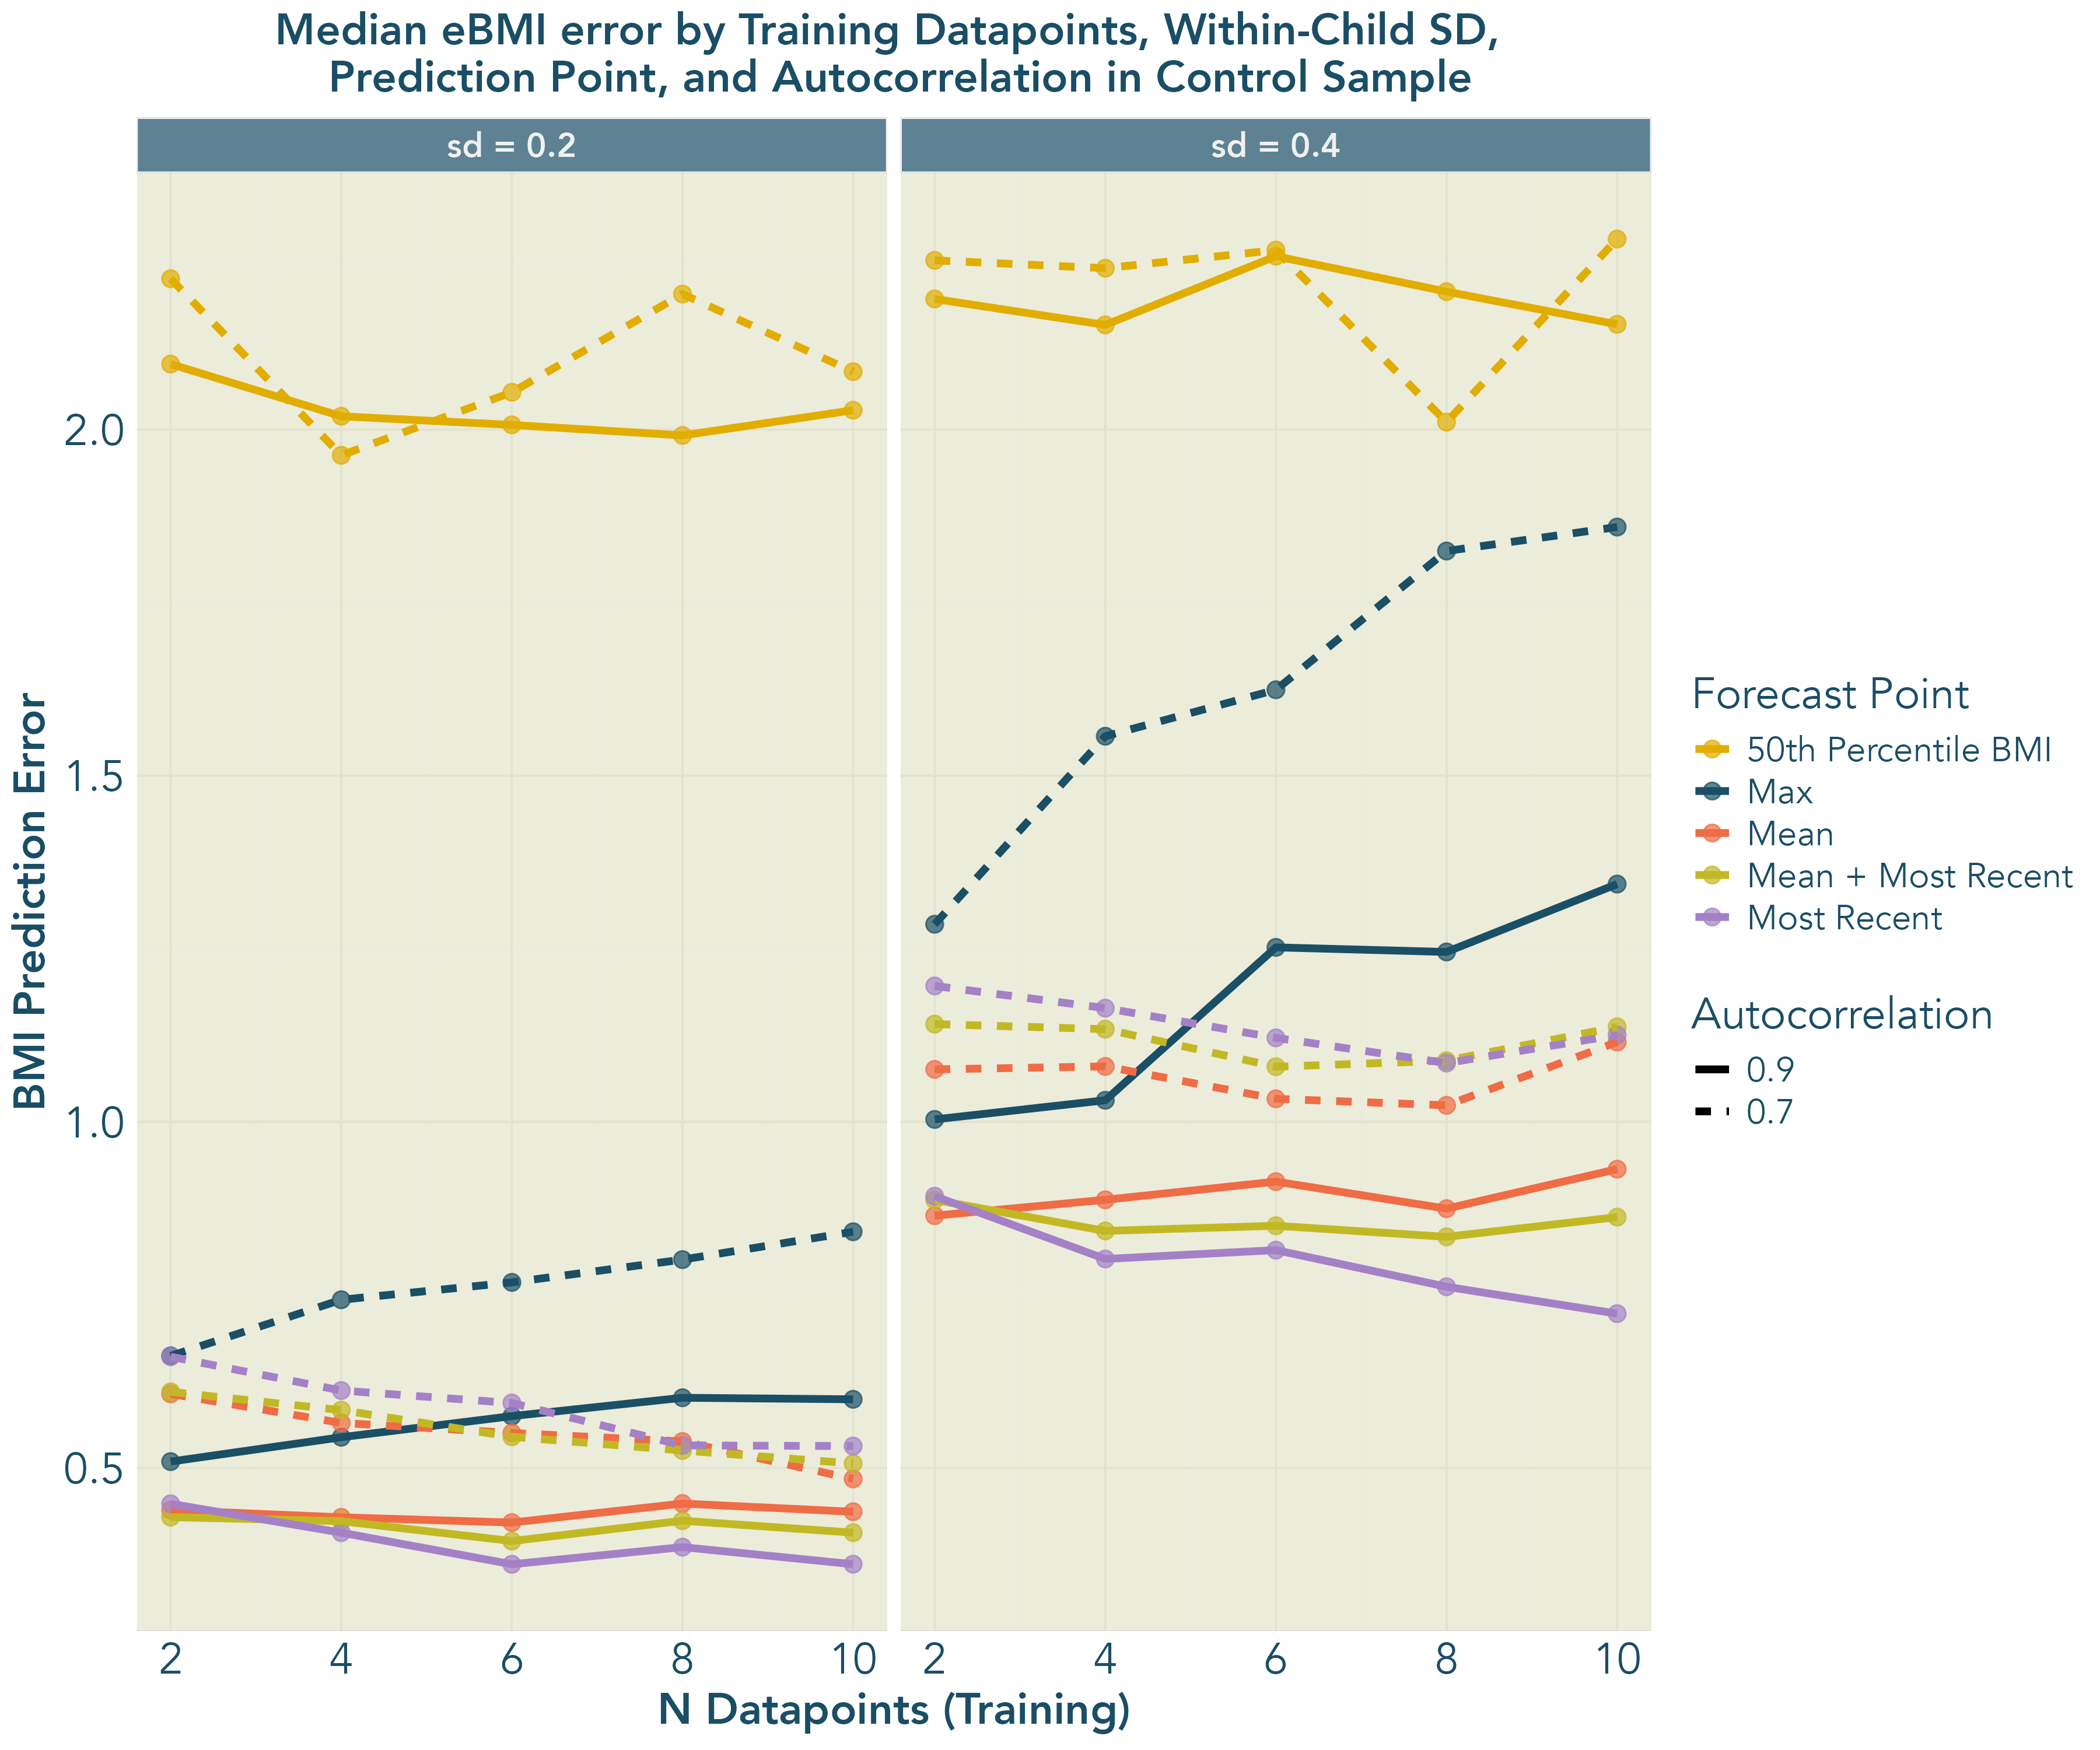 Median eBMI error by Training Datapoints, Within-Child SD,
Prediction Point, and Autocorrelation in Control Sample
sd = 0.2
sd = 0.4
BMI Prediction Error
2.0
1.5
1.0
0.5
2 4 6 8 10
2 4 6 8 10
N Datapoints (Training)
Forecast Point
50th Percentile BMI
Max
Mean
Mean + Most Recent
Most Recent
Autocorrelation
0.9
0.7